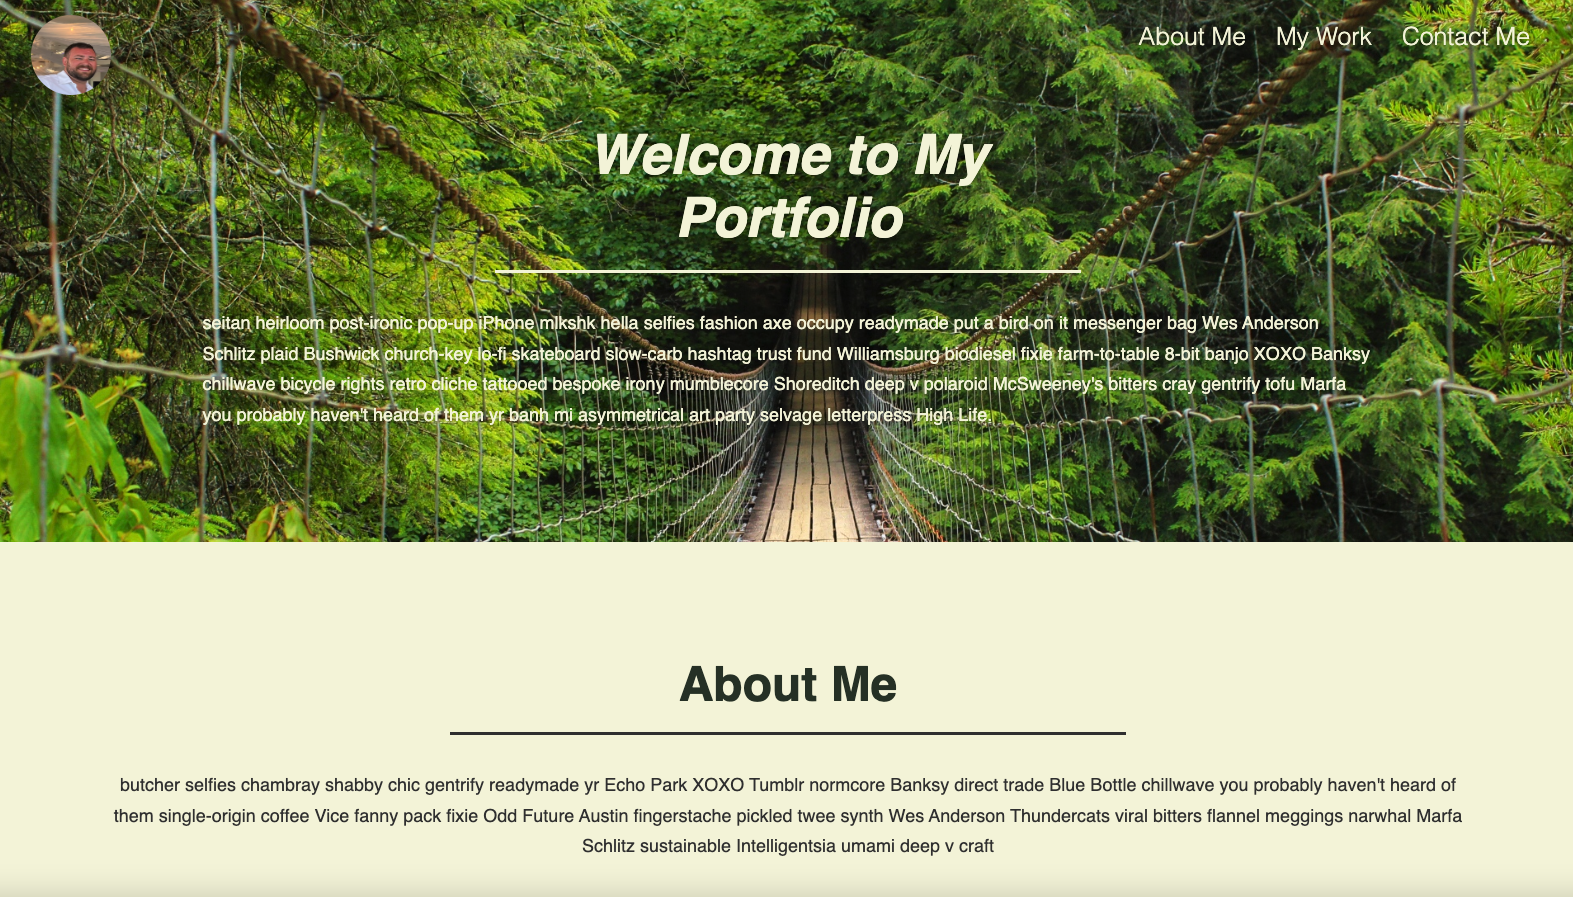 About Me My Work Contact Me
Welcome to My
Portfolio
seitan heirloom post-ironic pop-up iPhone mlkshk hella selfies fashion axe occupy readymade put a bird on it messenger bag Wes Anderson
Schlitz plaid Bushwick church-key lo-fi skateboard slow-carb hashtag trust fund Williamsburg biodiesel fixie farm-to-table 8-bit banjo XOXO Banksy
chillwave bicycle rights retro cliche tattooed bespoke irony mumblecore Shoreditch deep v polaroid McSweeney's bitters cray gentrify tofu Marfa
you probably haven't heard of them yr banh mi asymmetrical art party selvage letterpress High Life.
About Me
butcher selfies chambray shabby chic gentrify readymade yr Echo Park XOXO Tumblr normcore Banksy direct trade Blue Bottle chillwave you probably haven't heard of
them single-origin coffee Vice fanny pack fixie Odd Future Austin fingerstache pickled twee synth Wes Anderson Thundercats viral bitters flannel meggings narwhal Marfa
Schlitz sustainable Intelligentsia umami deep v craft